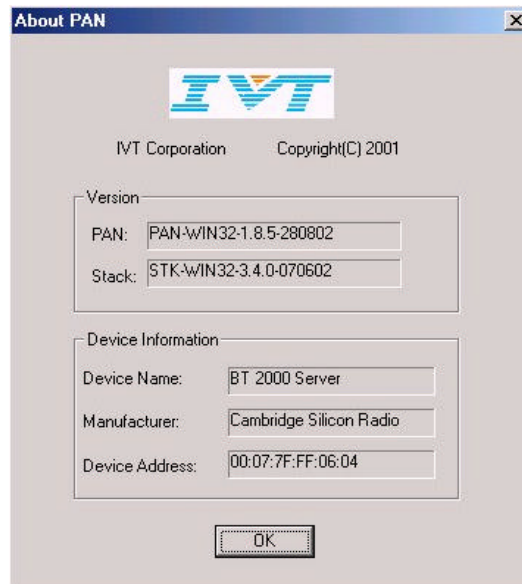 About PAN
IVT
IVT Corporation Copyright(C) 2001
Version
PAN: PAN-WIN32-1.8.5-280802
Stack: STK-WIN32-3.4.0-070602
Device Information
Device Name: BT 2000 Server
Manufacturer: Cambridge Silicon Radio
Device Address: 00:07:7F:FF:06:04
OK